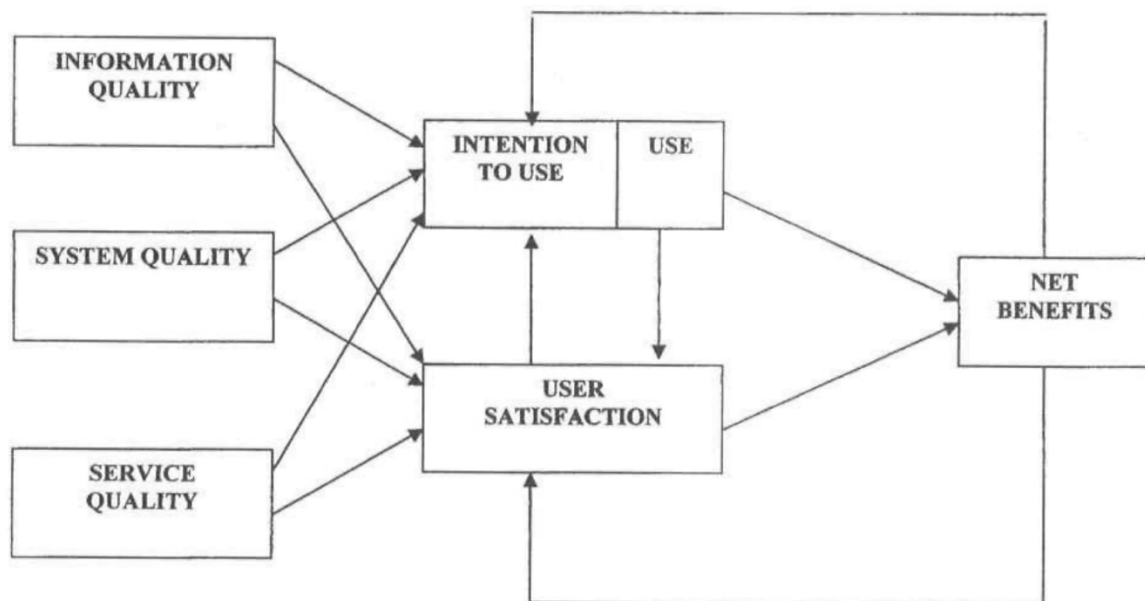 INFORMATION
QUALITY
INTENTION
TO USE
USE
SYSTEM QUALITY
NET
BENEFITS
USER
SATISFACTION
SERVICE
QUALITY